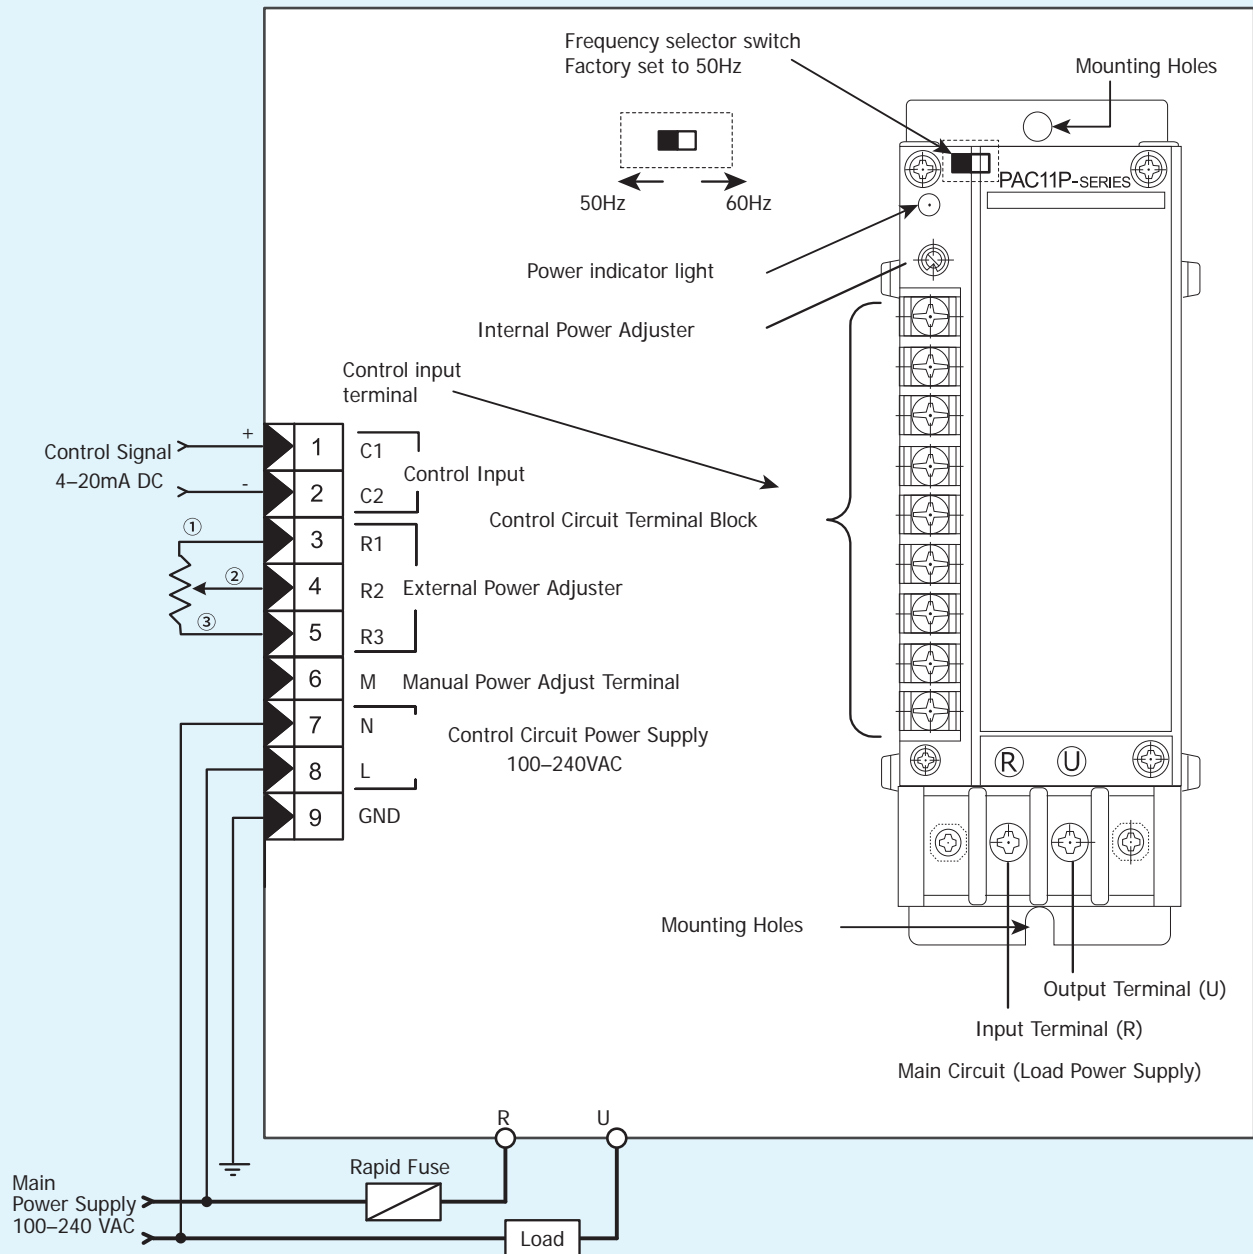 Frequency selector switch
Factory set to 50Hz
Mounting Holes
50Hz
60Hz
PAC11P-SERIES
Power indicator light
Internal Power Adjuster
Control input
terminal
Control Signal
4–20mA DC
+
-
1
C1
2
C2
Control Input
Control Circuit Terminal Block
①
②
③
3
R1
4
R2
External Power Adjuster
5
R3
6
M
Manual Power Adjust Terminal
7
N
8
L
Control Circuit Power Supply
100–240VAC
9
GND
R
U
Mounting Holes
Output Terminal (U)
Input Terminal (R)
Main Circuit (Load Power Supply)
R
U
Rapid Fuse
Main
Power Supply
100–240 VAC
Load